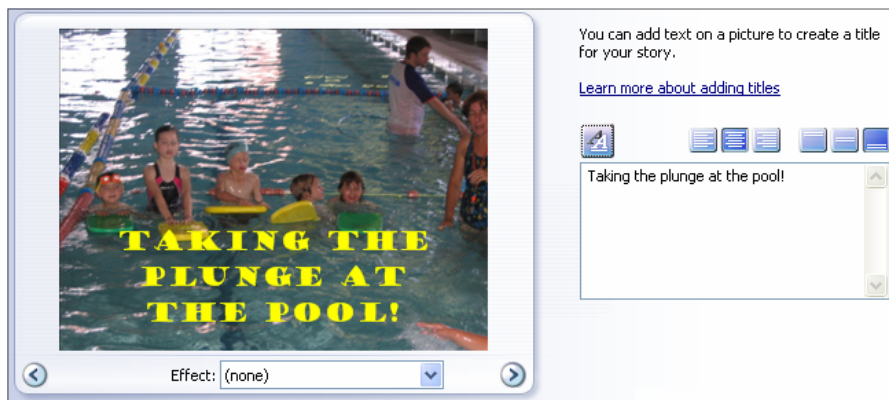 You can add text on a picture to create a title
for your story.
Learn more about adding titles
A
Taking the plunge at the pool!
TAKING THE
PLUNGE AT
THE POOL!
Effect: (none)